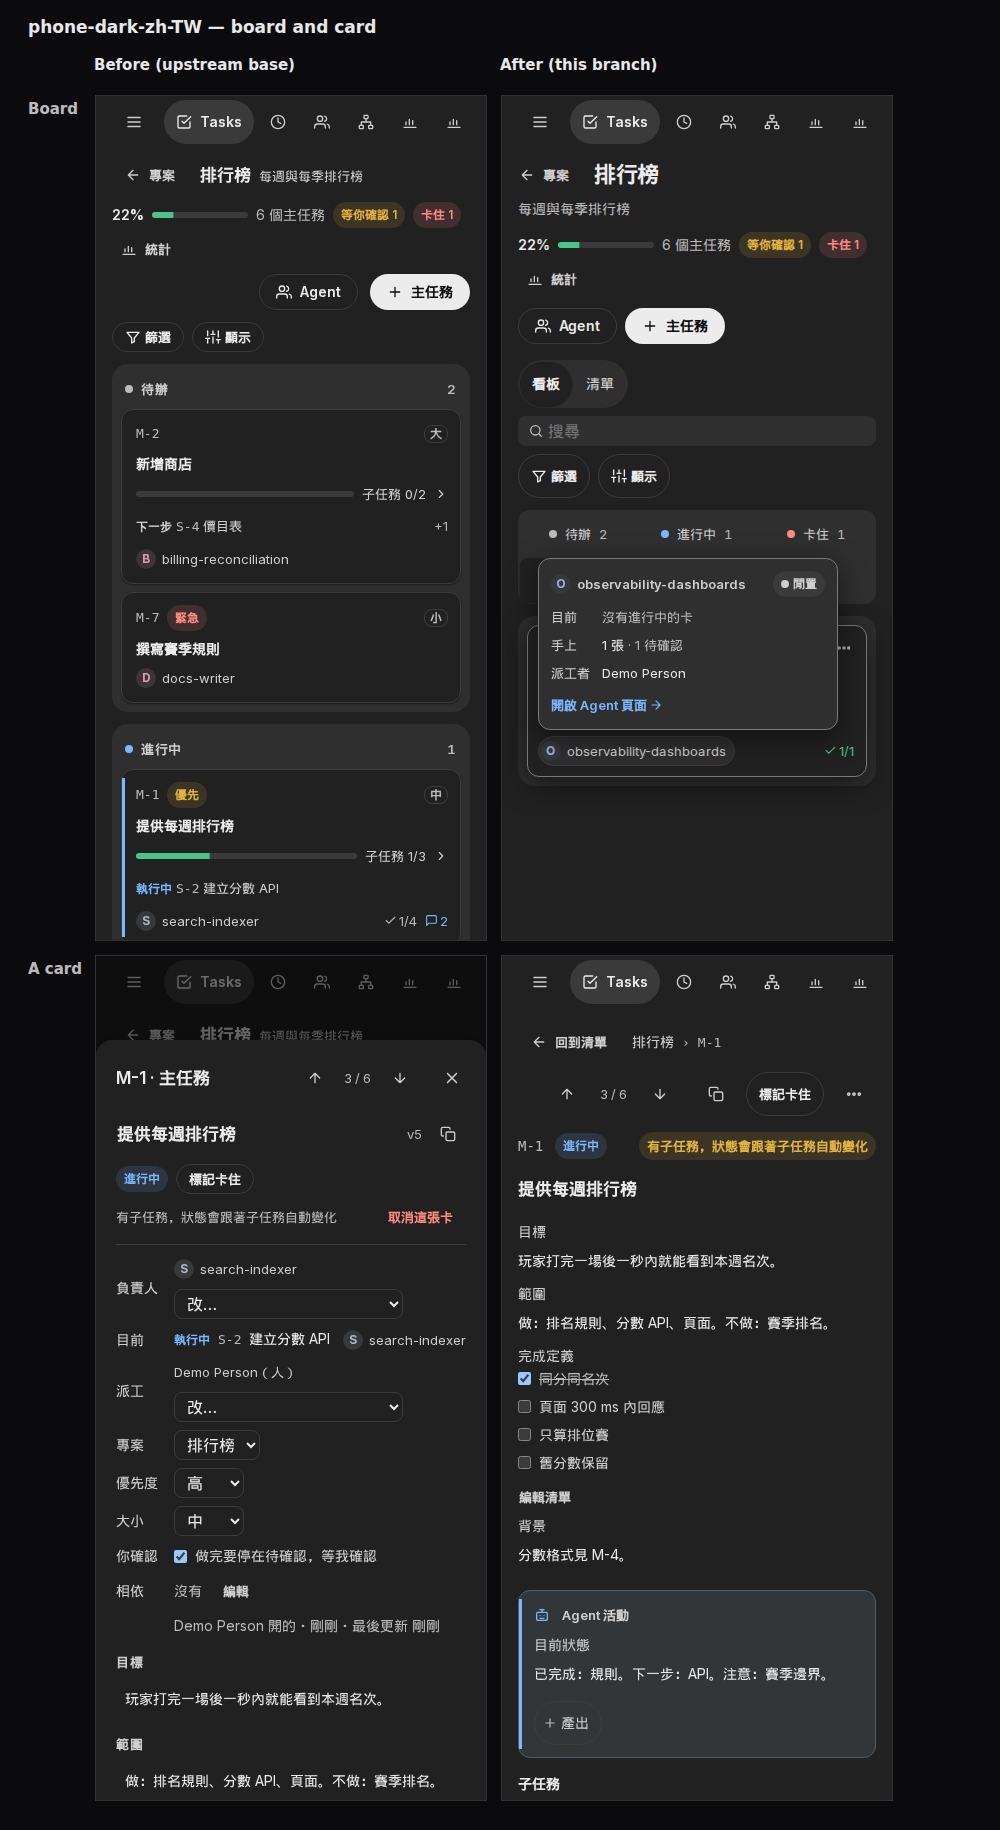 phone-dark-zh-TW — board and card
Before (upstream base)
After (this branch)
Board
Tasks
專案
排行榜 每週與每季排行榜
22% 6 個主任務 等你確認 1 卡住 1
統計
Agent
主任務
篩選
顯示
待辦 2
M-2 大
新增商店
子任務 0/2
下一步 S-4 價目表 +1
B billing-reconciliation
M-7 緊急 小
撰寫賽季規則
D docs-writer
進行中 1
M-1 優先 中
提供每週排行榜
子任務 1/3
執行中 S-2 建立分數 API
S search-indexer 1/4 2
Tasks
專案
排行榜
每週與每季排行榜
22% 6 個主任務 等你確認 1 卡住 1
統計
Agent
主任務
看板 清單
搜尋
篩選
顯示
待辦 2 進行中 1 卡住 1
O observability-dashboards 閒置
目前 沒有進行中的卡
手上 1 張 · 1 待確認
派工者 Demo Person
開啟 Agent 頁面
O observability-dashboards 1/1
A card
Tasks
專案 排行榜 每週與每季排行榜
M-1 · 主任務 3 / 6
提供每週排行榜 v5
進行中 標記卡住
有子任務，狀態會跟著子任務自動變化 取消這張卡
負責人 S search-indexer
改...
目前 執行中 S-2 建立分數 API S search-indexer
派工 Demo Person（人）
改...
專案 排行榜
優先度 高
大小 中
你確認 做完要停在待確認，等我確認
相依 沒有 編輯
Demo Person 開的・剛剛・最後更新 剛剛
目標
玩家打完一場後一秒內就能看到本週名次。
範圍
做：排名規則、分數 API、頁面。不做：賽季排名。
Tasks
回到清單 排行榜 › M-1
3 / 6 標記卡住
M-1 進行中 有子任務，狀態會跟著子任務自動變化
提供每週排行榜
目標
玩家打完一場後一秒內就能看到本週名次。
範圍
做：排名規則、分數 API、頁面。不做：賽季排名。
完成定義
同分同名次
頁面 300 ms 內回應
只算排位賽
舊分數保留
編輯清單
背景
分數格式見 M-4。
Agent 活動
目前狀態
已完成：規則。下一步：API。注意：賽季邊界。
產出
子任務